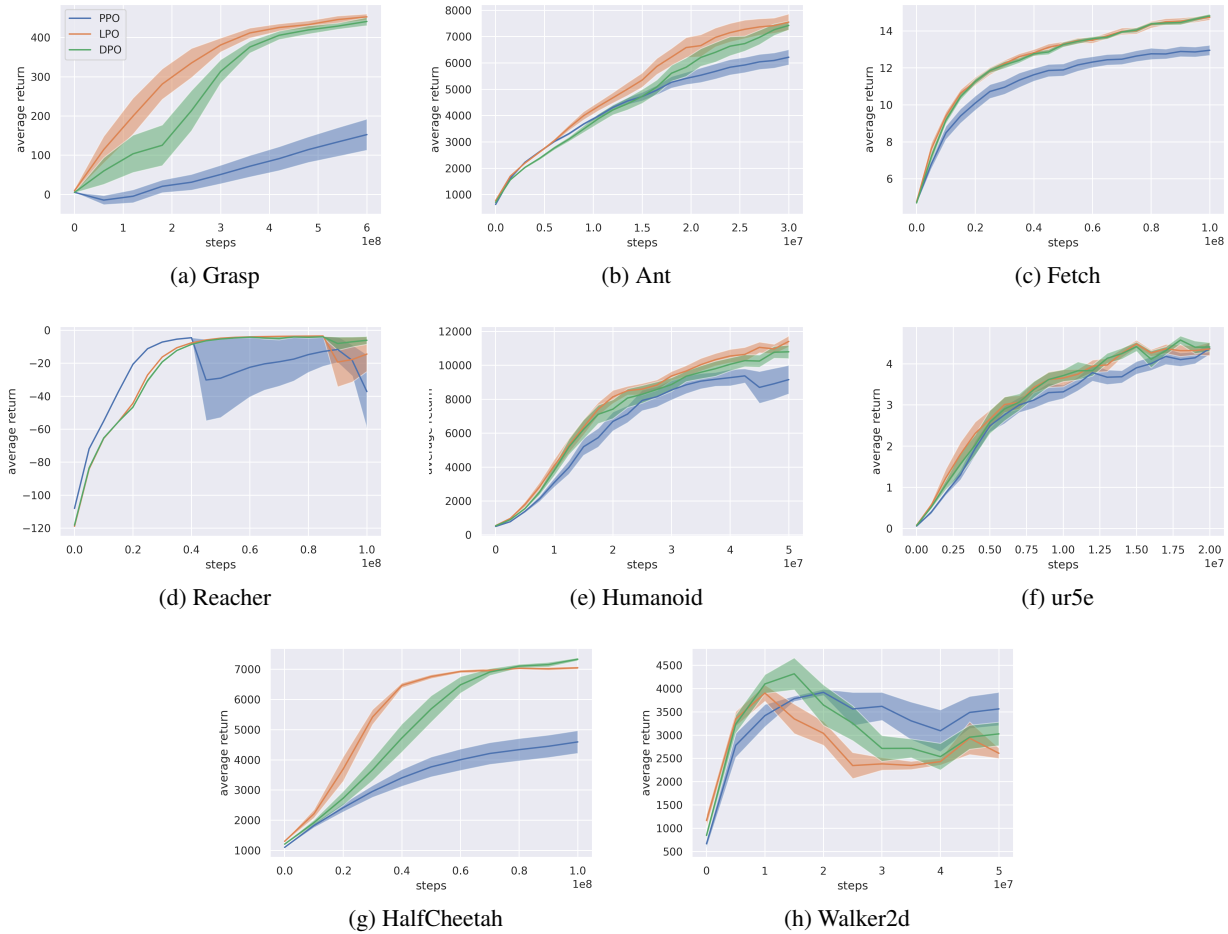 400
300
200
100
0
average return
PPO
LPO
DPO
0 1 2 3 4 5 6
steps
1e8
(a) Grasp
8000
7000
6000
5000
4000
3000
2000
1000
average return
0.0 0.5 1.0 1.5 2.0 2.5 3.0
steps
1e7
(b) Ant
14
12
10
8
6
average return
0.0 0.2 0.4 0.6 0.8 1.0
steps
1e8
(c) Fetch
0
−20
−40
−60
−80
−100
−120
average return
0.0 0.2 0.4 0.6 0.8 1.0
steps
1e8
(d) Reacher
12000
10000
8000
6000
4000
2000
0
average return
0 1 2 3 4 5
steps
1e7
(e) Humanoid
4
3
2
1
0
average return
0.00 0.25 0.50 0.75 1.00 1.25 1.50 1.75 2.00
steps
1e7
(f) ur5e
7000
6000
5000
4000
3000
2000
1000
average return
0.0 0.2 0.4 0.6 0.8 1.0
steps
1e8
(g) HalfCheetah
4500
4000
3500
3000
2500
2000
1500
1000
500
average return
0 1 2 3 4 5
steps
1e7
(h) Walker2d